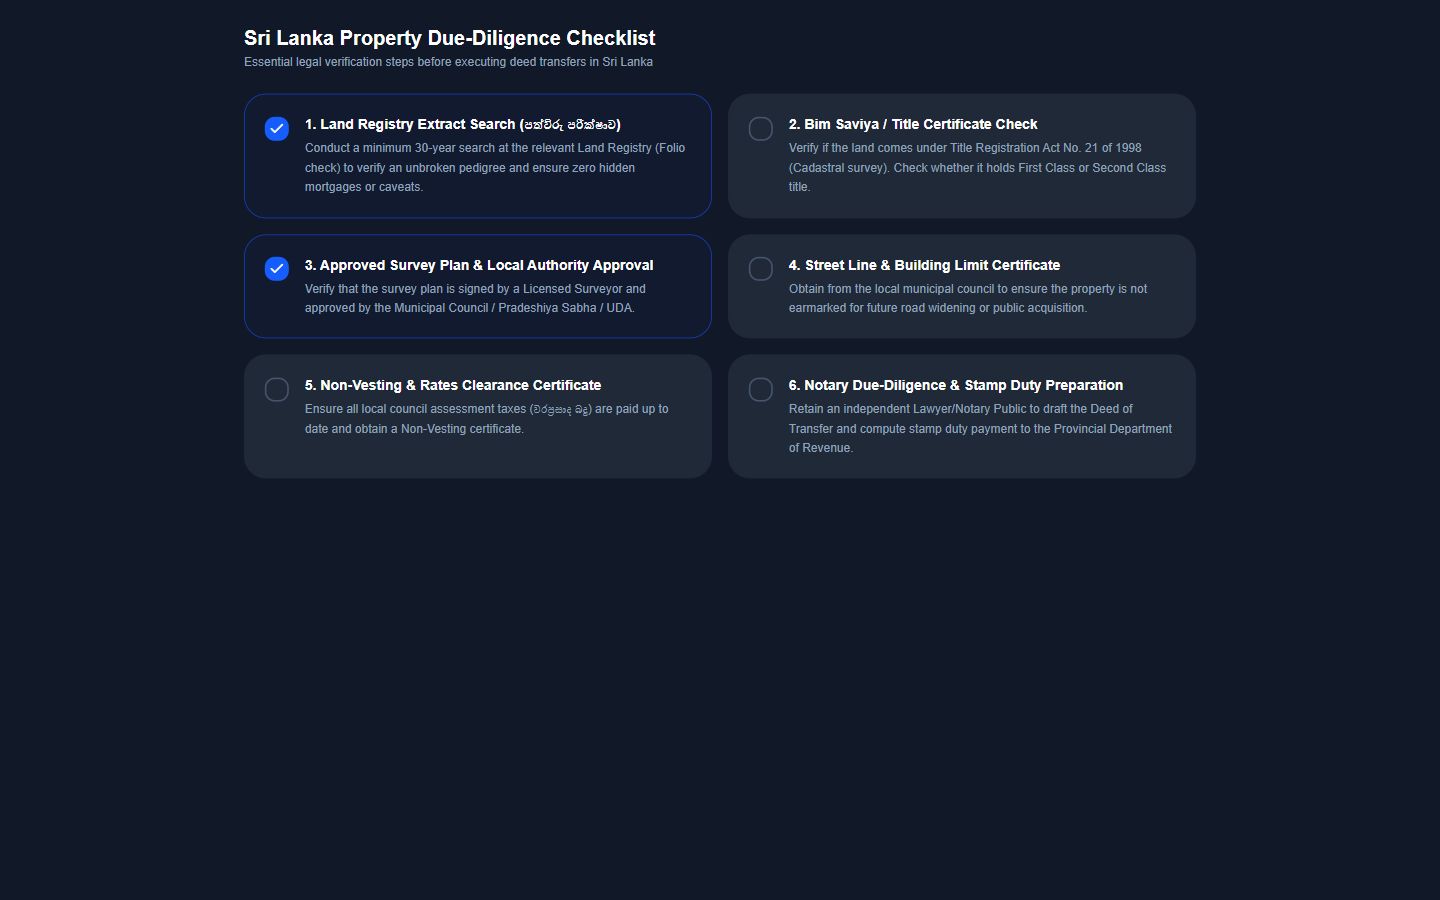 Sri Lanka Property Due-Diligence Checklist
Essential legal verification steps before executing deed transfers in Sri Lanka
1. Land Registry Extract Search (පත්විරු පරීක්ෂාව)
Conduct a minimum 30-year search at the relevant Land Registry (Folio
check) to verify an unbroken pedigree and ensure zero hidden
mortgages or caveats.
2. Bim Saviya / Title Certificate Check
Verify if the land comes under Title Registration Act No. 21 of 1998
(Cadastral survey). Check whether it holds First Class or Second Class
title.
3. Approved Survey Plan & Local Authority Approval
Verify that the survey plan is signed by a Licensed Surveyor and
approved by the Municipal Council / Pradeshiya Sabha / UDA.
4. Street Line & Building Limit Certificate
Obtain from the local municipal council to ensure the property is not
earmarked for future road widening or public acquisition.
5. Non-Vesting & Rates Clearance Certificate
Ensure all local council assessment taxes (වරප්‍රසාද බදු) are paid up to
date and obtain a Non-Vesting certificate.
6. Notary Due-Diligence & Stamp Duty Preparation
Retain an independent Lawyer/Notary Public to draft the Deed of
Transfer and compute stamp duty payment to the Provincial Department
of Revenue.